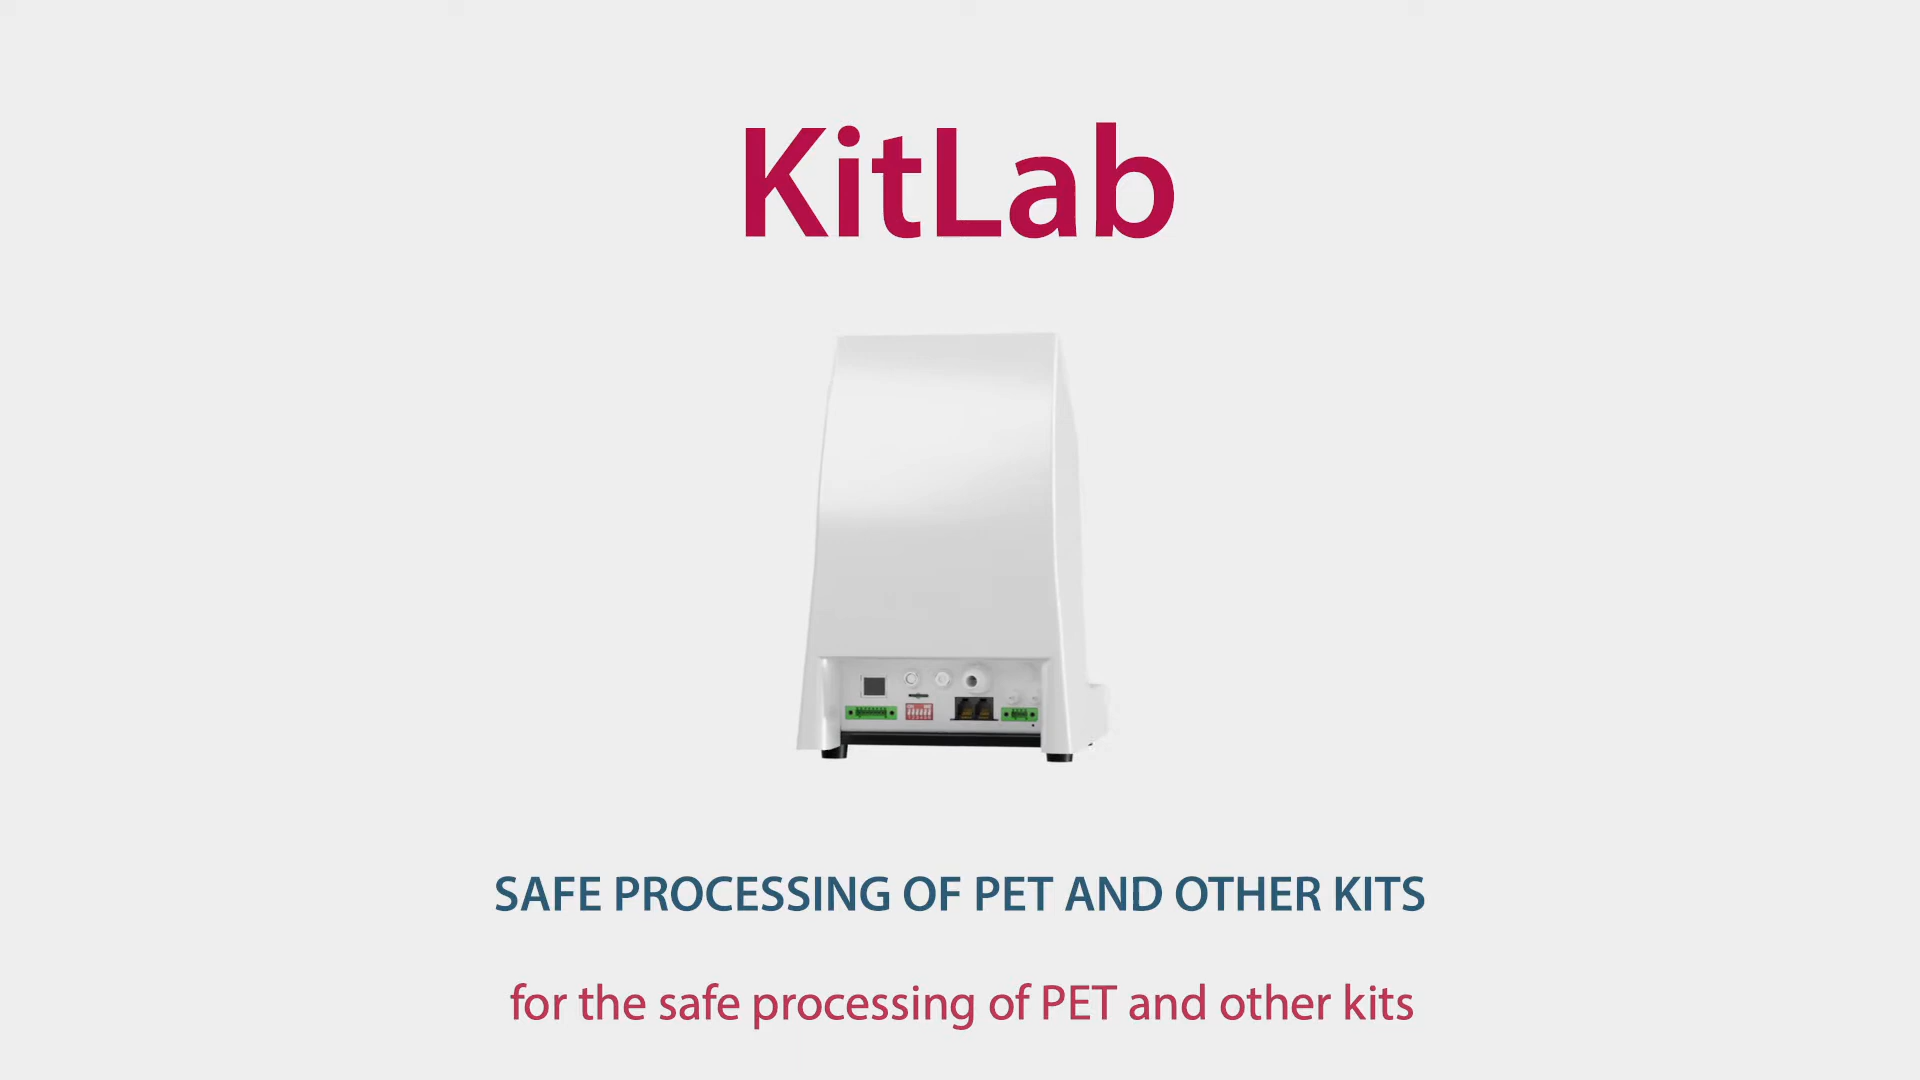 KitLab
SAFE PROCESSING OF PET AND OTHER KITS
for the safe processing of PET and other kits